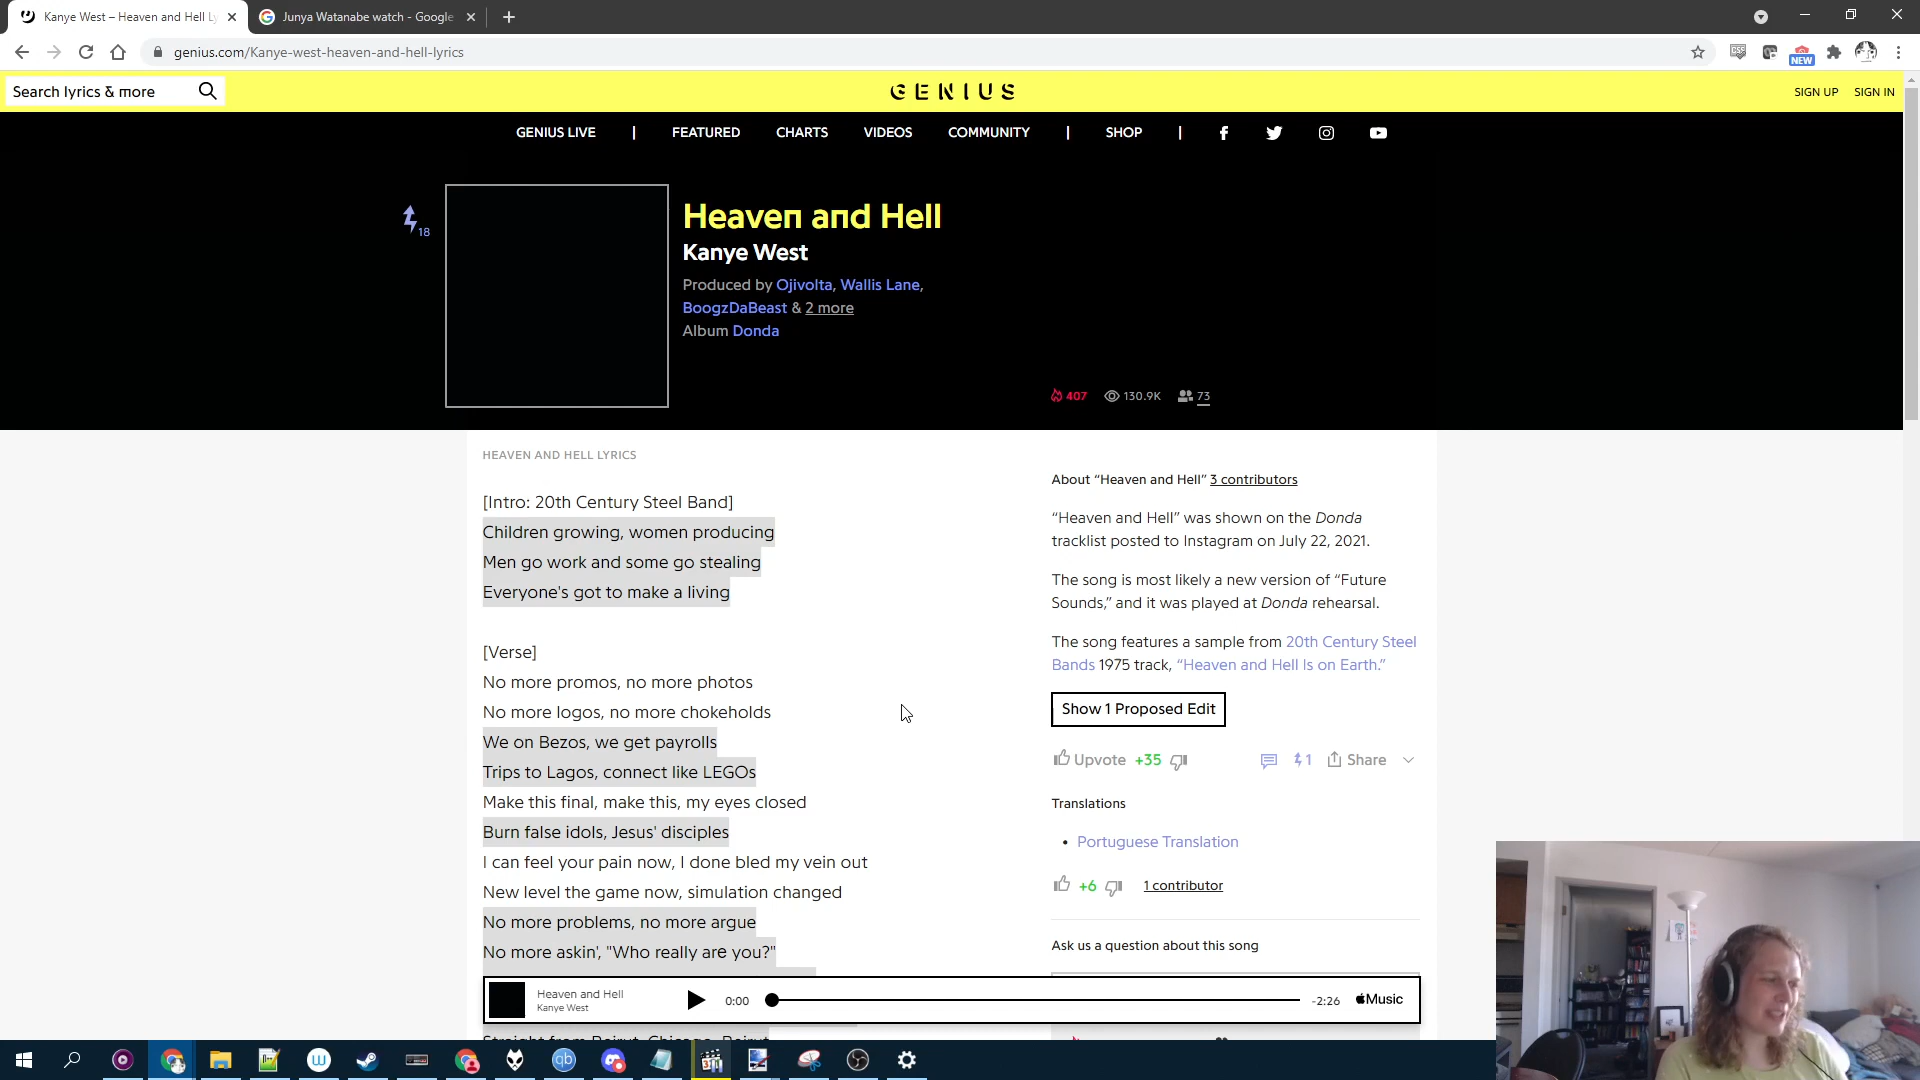 Kanye West – Heaven and Hell Ly
Junya Watanabe watch - Google
genius.com/Kanye-west-heaven-and-hell-lyrics
NEW
Search lyrics & more
GENIUS
SIGN UP
SIGN IN
GENIUS LIVE | FEATURED CHARTS VIDEOS COMMUNITY | SHOP |
18
Heaven and Hell
Kanye West
Produced by Ojivolta, Wallis Lane,
BoogzDaBeast & 2 more
Album Donda
407 130.9K 73
HEAVEN AND HELL LYRICS
[Intro: 20th Century Steel Band]
Children growing, women producing
Men go work and some go stealing
Everyone's got to make a living
[Verse]
No more promos, no more photos
No more logos, no more chokeholds
We on Bezos, we get payrolls
Trips to Lagos, connect like LEGOs
Make this final, make this, my eyes closed
Burn false idols, Jesus' disciples
I can feel your pain now, I done bled my vein out
New level the game now, simulation changed
No more problems, no more argue
No more askin', "Who really are you?"
Straight from Beirut, Chicago, Beirut
About “Heaven and Hell” 3 contributors
“Heaven and Hell” was shown on the Donda
tracklist posted to Instagram on July 22, 2021.
The song is most likely a new version of “Future
Sounds,” and it was played at Donda rehearsal.
The song features a sample from 20th Century Steel
Bands 1975 track, “Heaven and Hell Is on Earth.”
Show 1 Proposed Edit
Upvote +35
1
Share
Translations
• Portuguese Translation
+6
1 contributor
Ask us a question about this song
Heaven and Hell
Kanye West
0:00
-2:26
Music